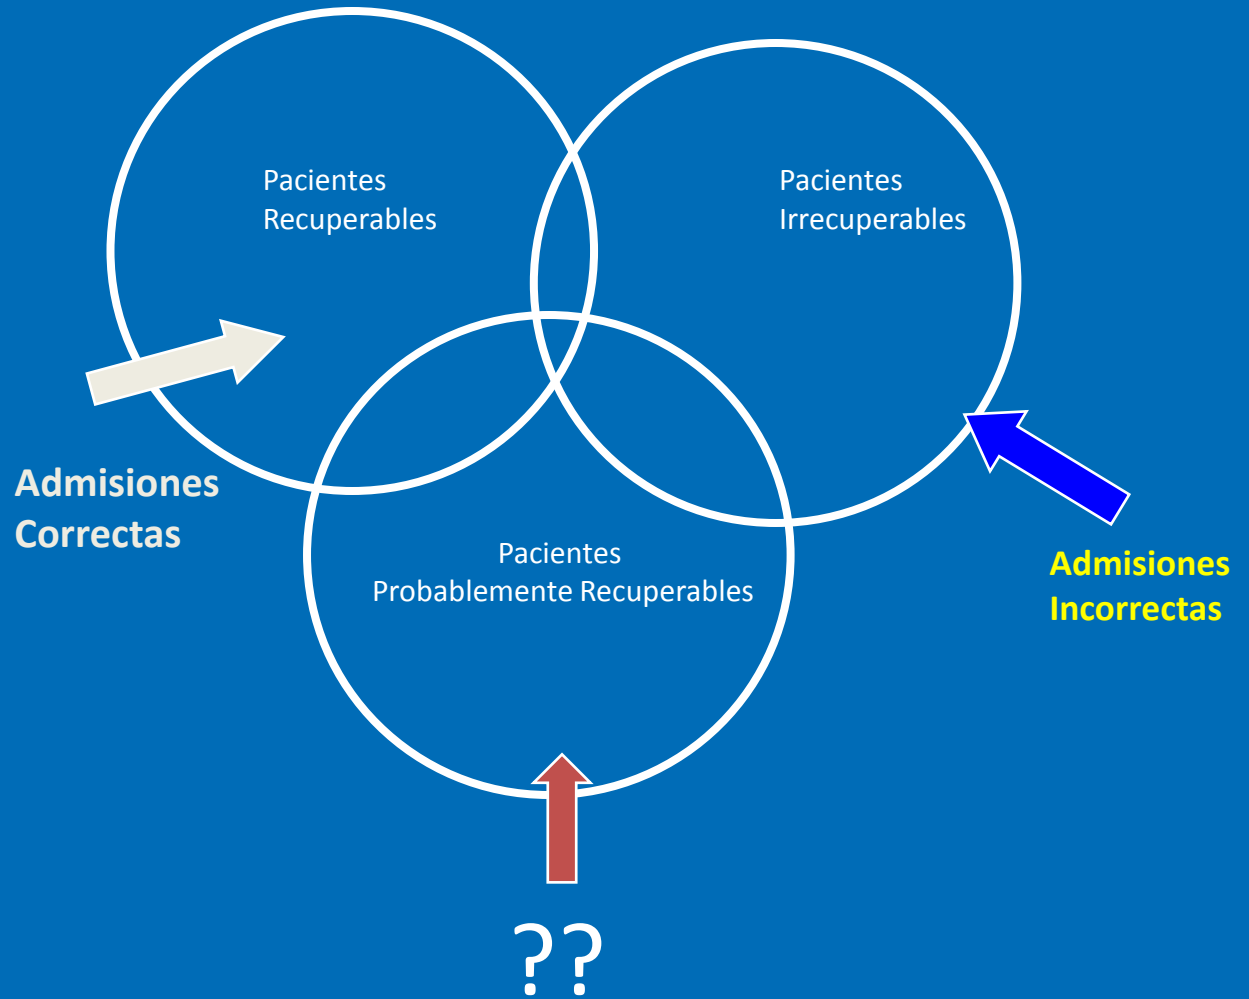 Pacientes
Recuperables
Pacientes
Irrecuperables
Admisiones
Correctas
Pacientes
Probablemente Recuperables
Admisiones
Incorrectas
??